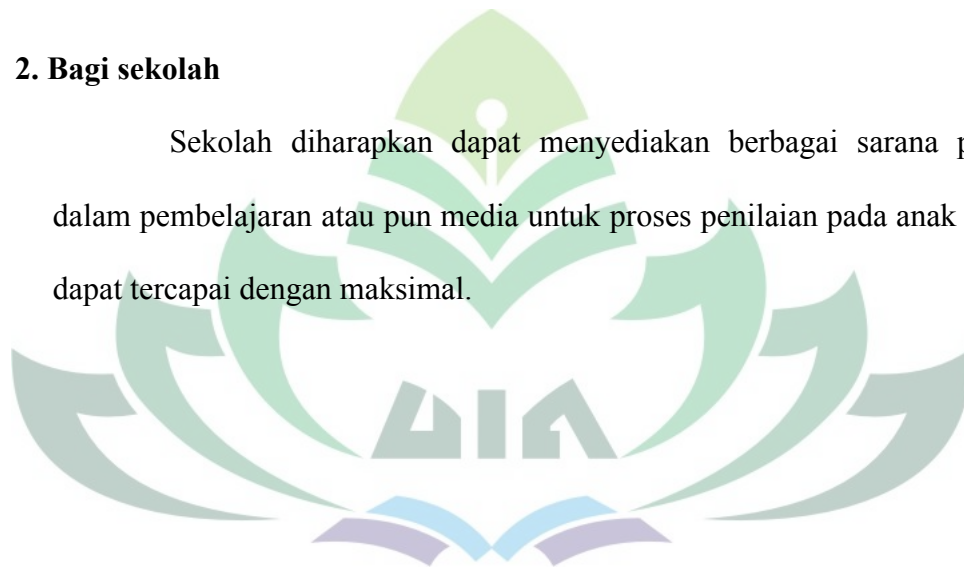 2. Bagi sekolah
Sekolah diharapkan dapat menyediakan berbagai sarana
dalam pembelajaran atau pun media untuk proses penilaian pada anak
dapat tercapai dengan maksimal.
UIN